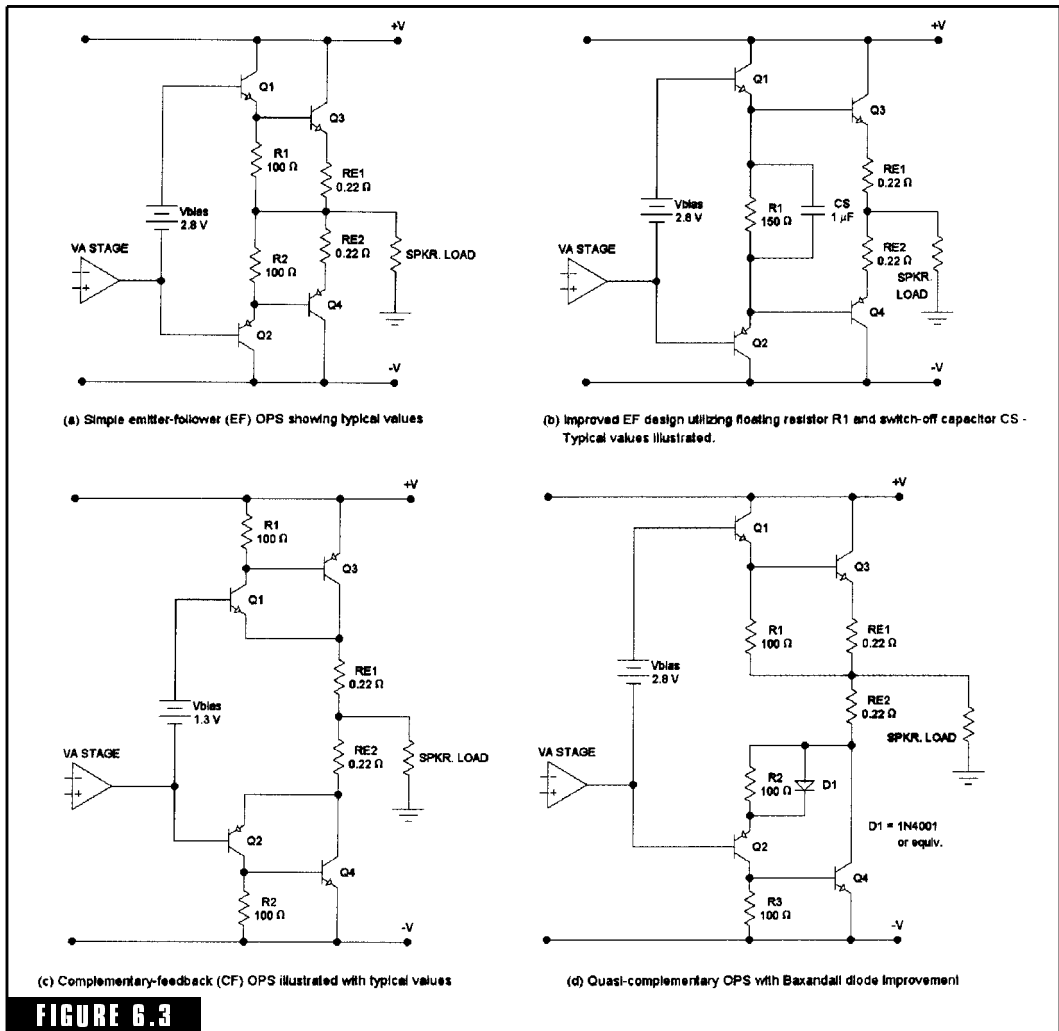 +V
Q1
Q3
R1
100 Ω
RE1
0.22 Ω
Vbias
2.8 V
VA STAGE
R2
100 Ω
RE2
0.22 Ω
SPKR. LOAD
Q4
Q2
-V
(a) Simple emitter-follower (EF) OPS showing typical values
+V
Q1
Q3
RE1
0.22 Ω
Vbias
2.8 V
R1
150 Ω
CS
1 µF
VA STAGE
RE2
0.22 Ω
SPKR.
LOAD
Q4
Q2
-V
(b) Improved EF design utilizing floating resistor R1 and switch-off capacitor CS -
Typical values illustrated.
+V
R1
100 Ω
Q3
Q1
RE1
0.22 Ω
Vbias
1.3 V
VA STAGE
RE2
0.22 Ω
SPKR. LOAD
Q2
Q4
R2
100 Ω
-V
(c) Complementary-feedback (CF) OPS illustrated with typical values
+V
Q1
Q3
R1
100 Ω
RE1
0.22 Ω
Vbias
2.8 V
RE2
0.22 Ω
SPKR. LOAD
VA STAGE
R2
100 Ω
D1
D1 = 1N4001
or equiv.
Q2
Q4
R3
100 Ω
-V
(d) Quasi-complementary OPS with Baxandall diode improvement
FIGURE 6.3